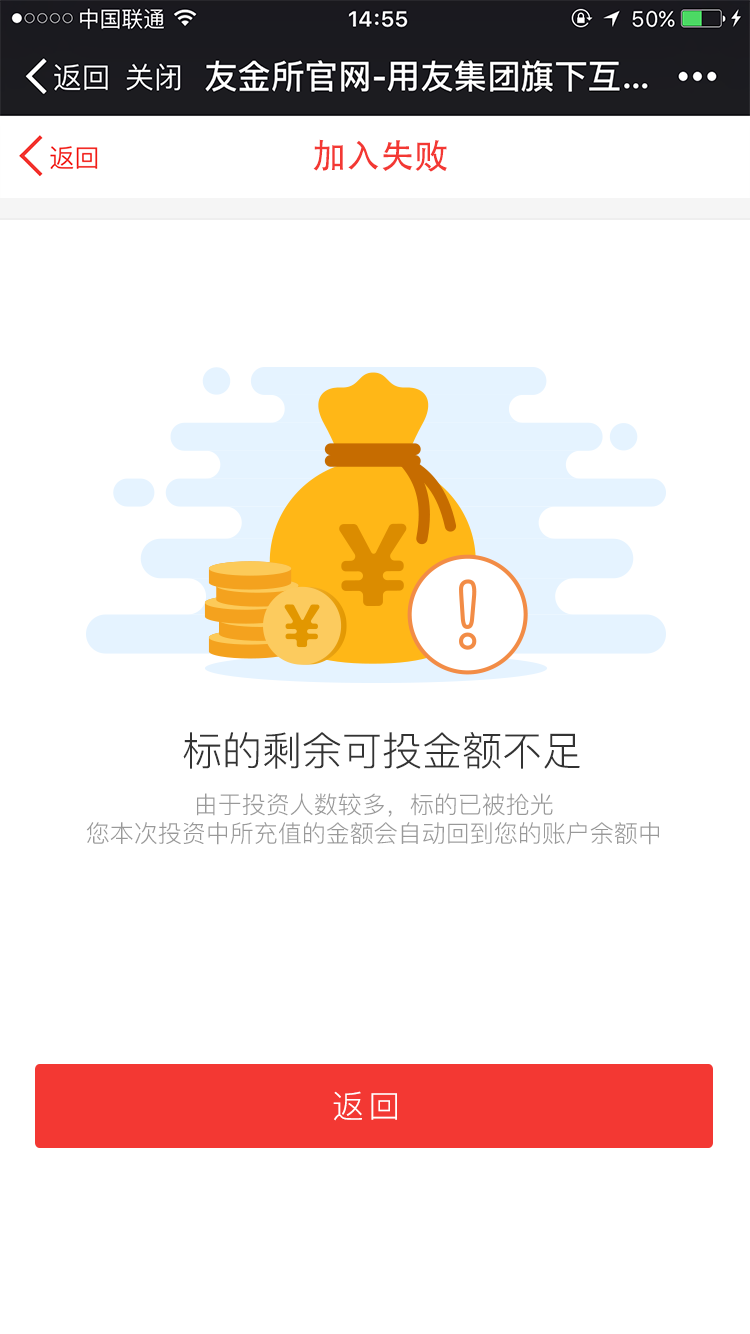 中国联通
14:55
50%
返回 关闭 友金所官网-用友集团旗下互...
返回
加入失败
¥
¥
!
标的剩余可投金额不足
由于投资人数较多，标的已被抢光
您本次投资中所充值的金额会自动回到您的账户余额中
返回